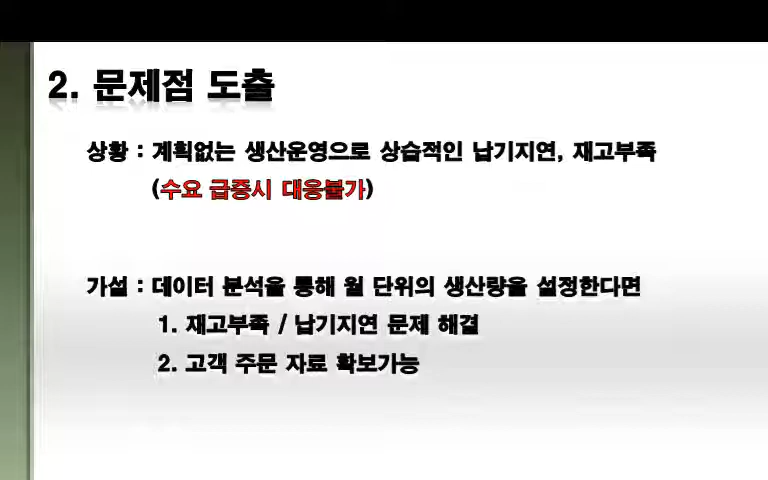 2. 문제점 도출
상황 : 계획없는 생산운영으로 상습적인 납기지연, 재고부족
(수요 급증시 대응불가)
가설 : 데이터 분석을 통해 월 단위의 생산량을 설정한다면
1. 재고부족 / 납기지연 문제 해결
2. 고객 주문 자료 확보가능